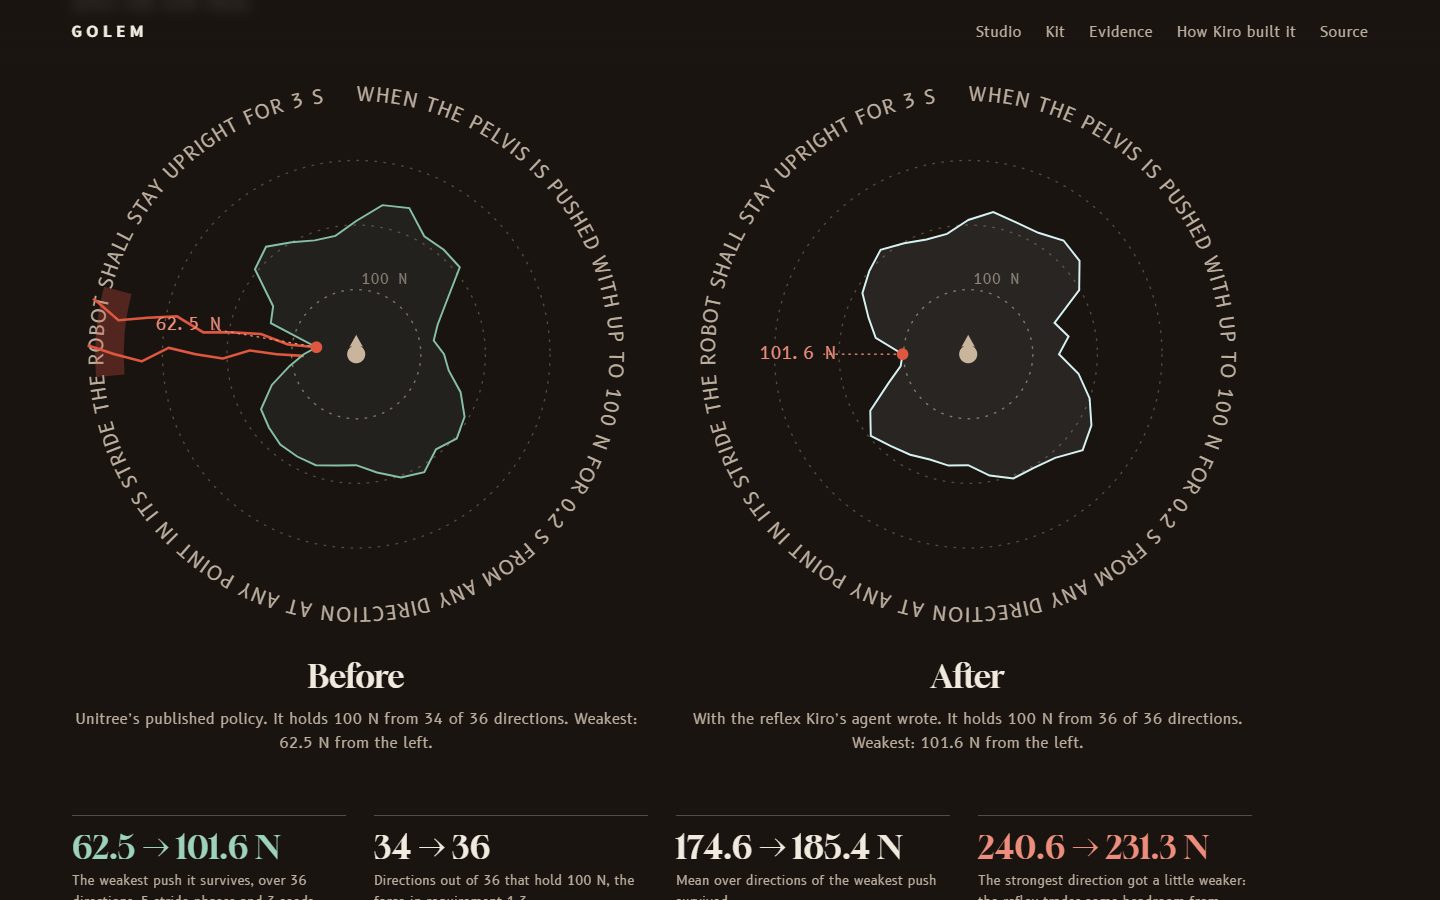 GOLEM
Studio
Kit
Evidence
How Kiro built it
Source
WHEN THE PELVIS IS PUSHED WITH UP TO 100 N FOR 0.2 S FROM ANY DIRECTION AT ANY POINT IN ITS STRIDE THE ROBOT SHALL STAY UPRIGHT FOR 3 S
100 N
62.5 N
WHEN THE PELVIS IS PUSHED WITH UP TO 100 N FOR 0.2 S FROM ANY DIRECTION AT ANY POINT IN ITS STRIDE THE ROBOT SHALL STAY UPRIGHT FOR 3 S
100 N
101.6 N
Before
Unitree’s published policy. It holds 100 N from 34 of 36 directions. Weakest:
62.5 N from the left.
After
With the reflex Kiro’s agent wrote. It holds 100 N from 36 of 36 directions.
Weakest: 101.6 N from the left.
62.5 → 101.6 N
The weakest push it survives, over 36
34 → 36
Directions out of 36 that hold 100 N, the
174.6 → 185.4 N
Mean over directions of the weakest push
240.6 → 231.3 N
The strongest direction got a little weaker: